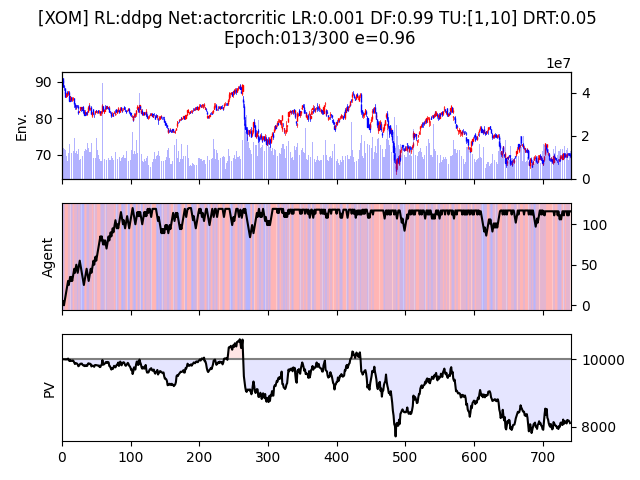 [XOM] RL:ddpg Net:actorcritic LR:0.001 DF:0.99 TU:[1,10] DRT:0.05
Epoch:013/300 e=0.96
1e7
90
80
70
Env.
4
2
0
Agent
100
50
0
PV
10000
8000
0 100 200 300 400 500 600 700